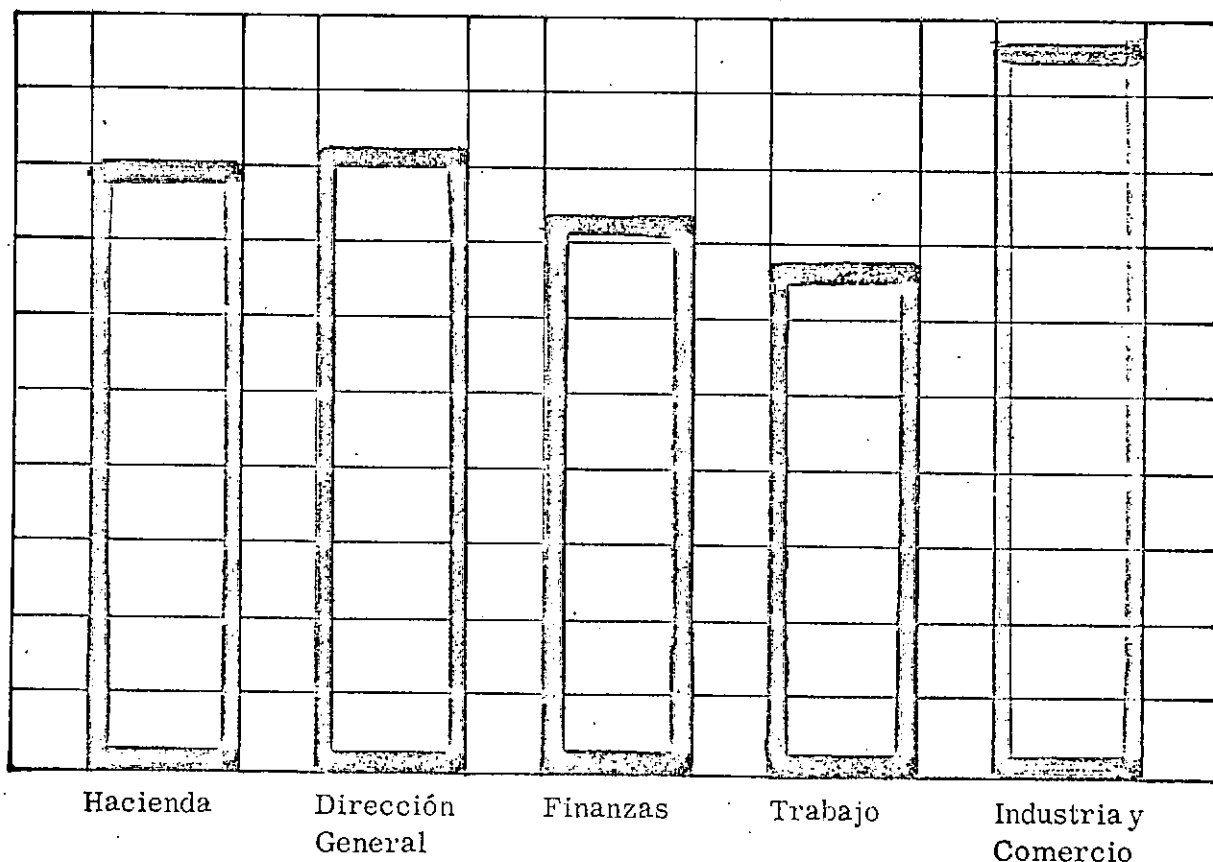 Hacienda
Dirección
General
Finanzas
Trabajo
Industria y
Comercio